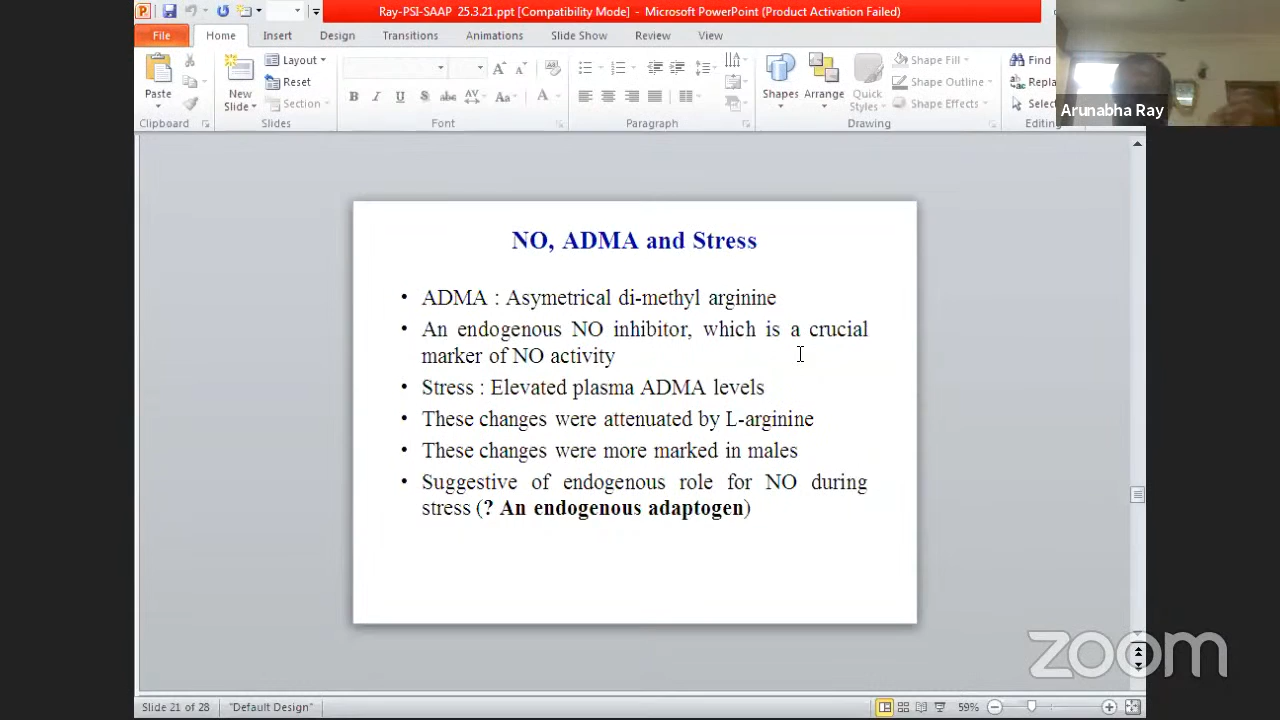 Ray-PSI-SAAP 25.3.21.ppt [Compatibility Mode] - Microsoft PowerPoint (Product Activation Failed)
File Home Insert Design Transitions Animations Slide Show Review View
Paste
Clipboard
New
Slide
Layout
Reset
Section
Slides
Font
Paragraph
Shapes
Arrange
Quick
Styles
Shape Fill
Shape Outline
Shape Effects
Drawing
Find
Repla
Select
Editing
Arunabha Ray
NO, ADMA and Stress
• ADMA : Asymetrical di-methyl arginine
• An endogenous NO inhibitor, which is a crucial
marker of NO activity
• Stress : Elevated plasma ADMA levels
• These changes were attenuated by L-arginine
• These changes were more marked in males
• Suggestive of endogenous role for NO during
stress (? An endogenous adaptogen)
zoom
Slide 21 of 28 "Default Design" 59%